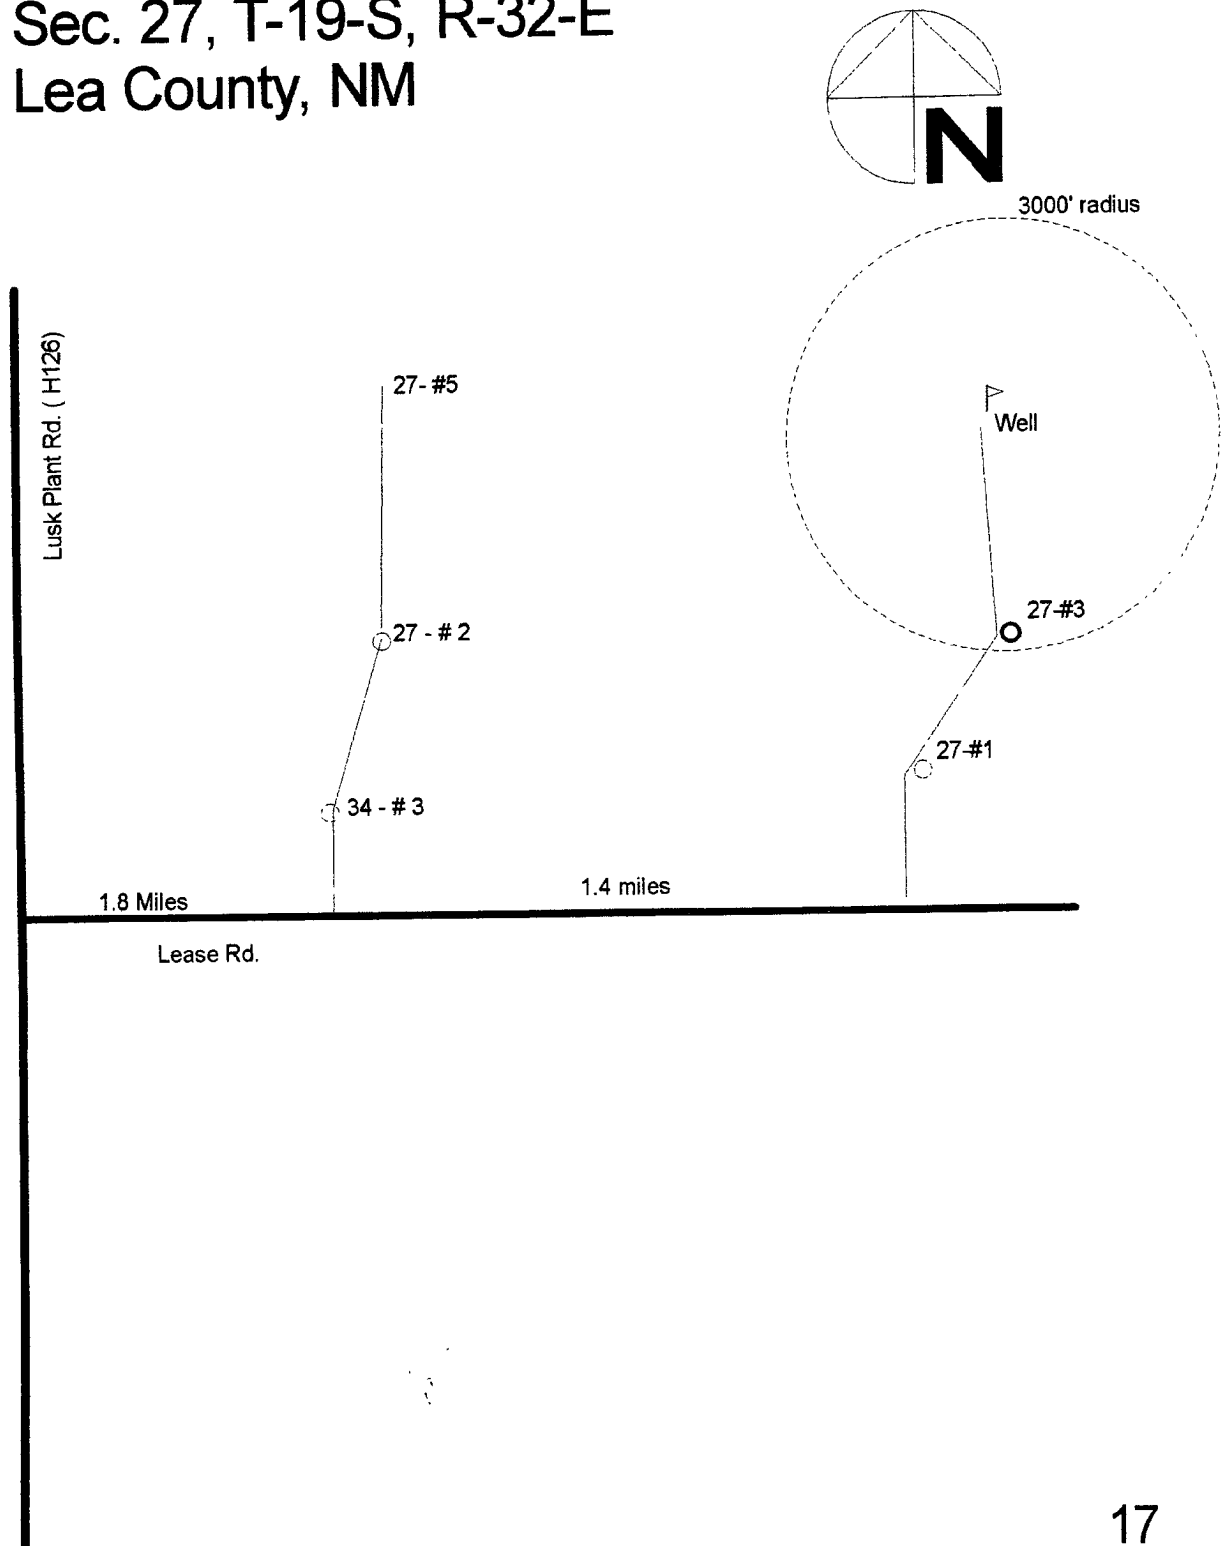 Sec. 27, T-19-S, R-32-E
Lea County, NM
N
3000' radius
Lusk Plant Rd. ( H126)
27- #5
Well
27-#3
27 - # 2
27-#1
34 - # 3
1.8 Miles
1.4 miles
Lease Rd.
17